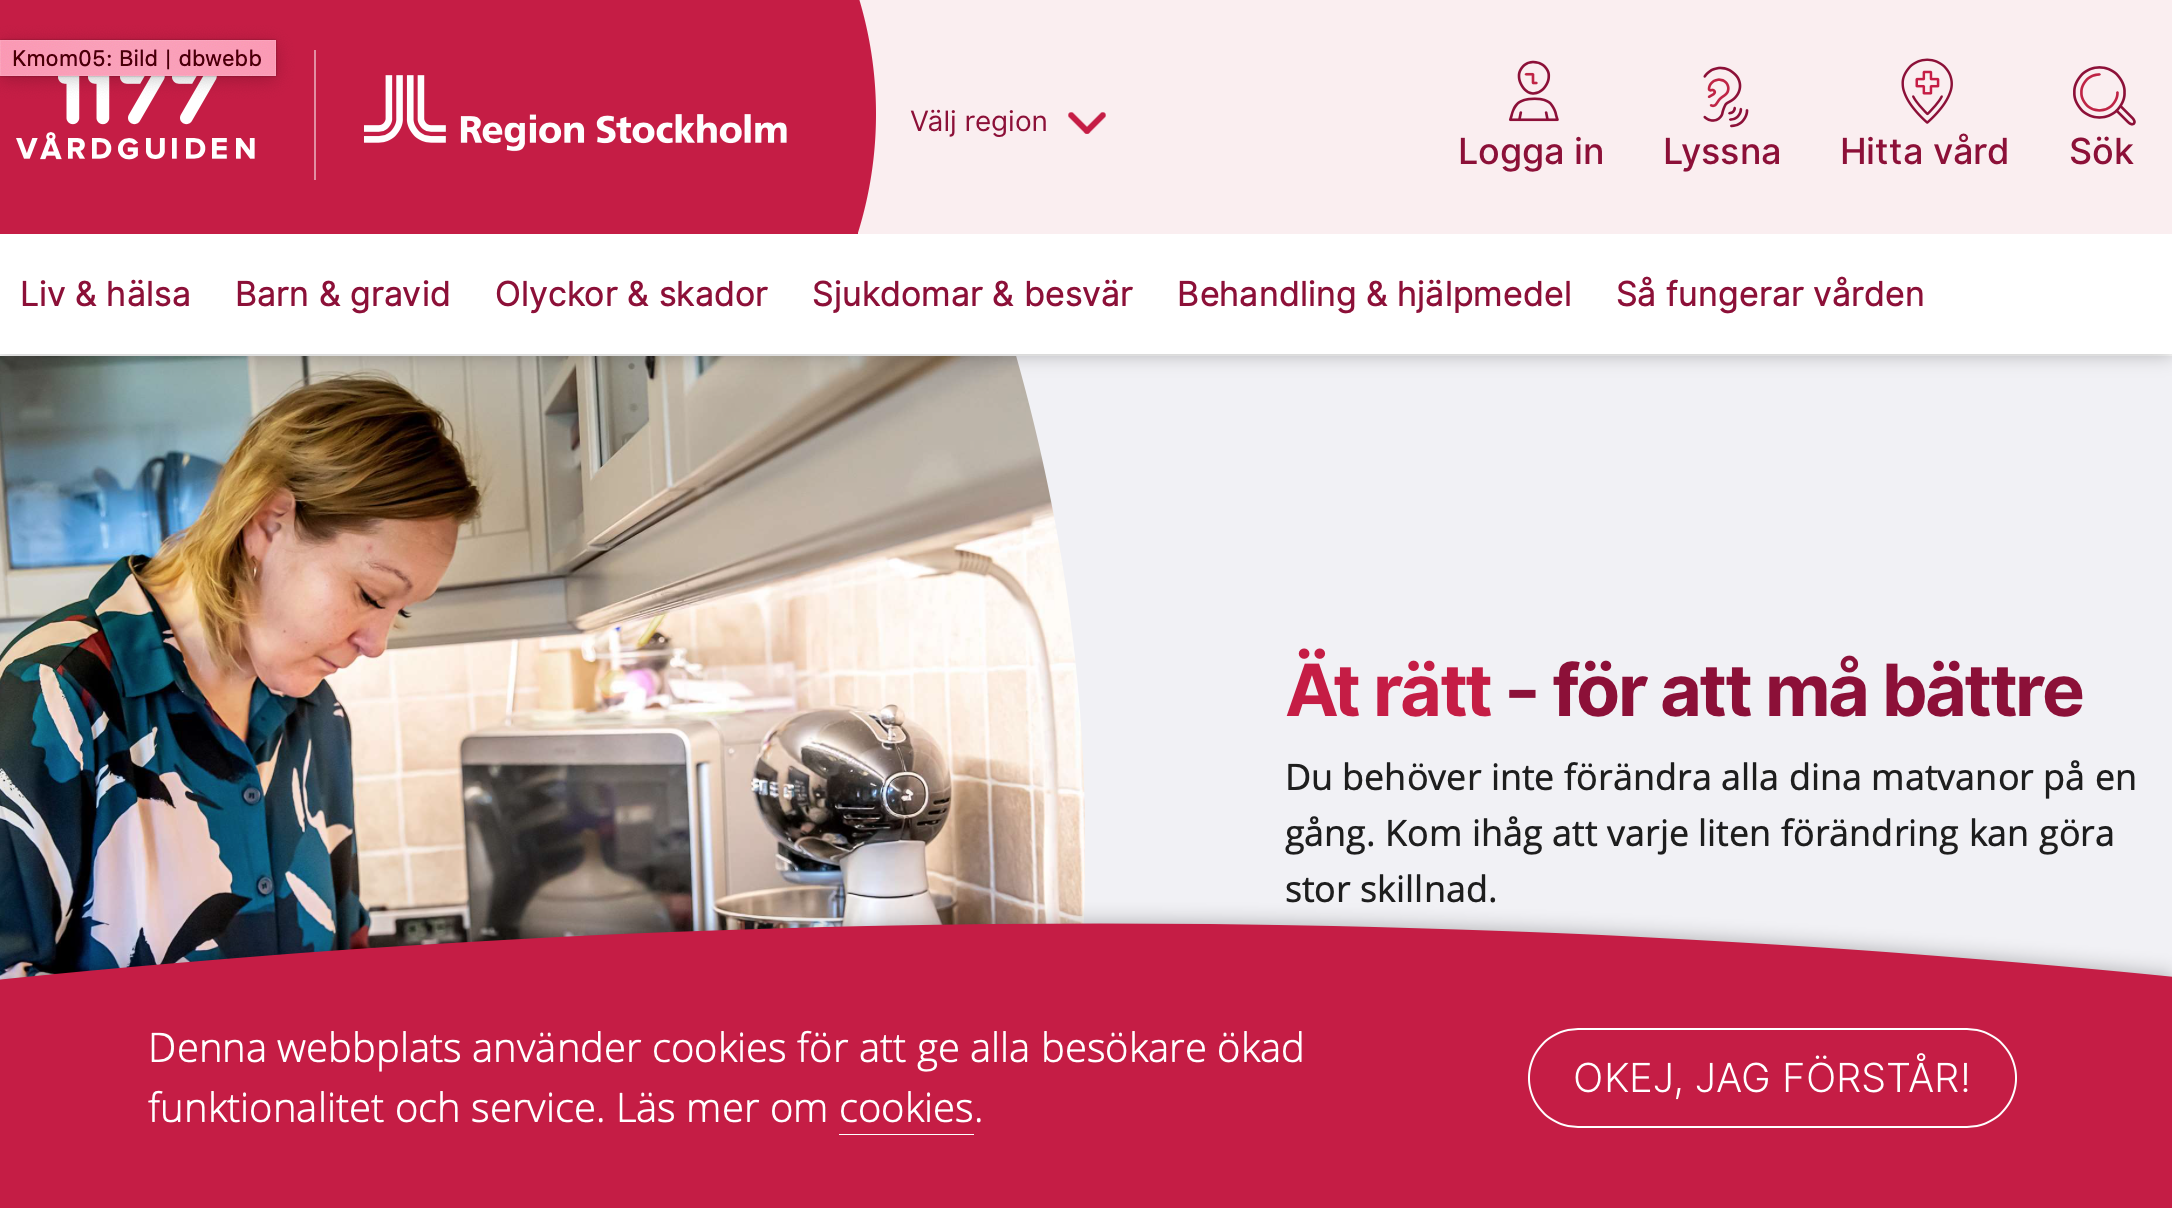 Kmom05: Bild | dbwebb
1177
VÅRDGUIDEN
Region Stockholm
Välj region
Logga in
Lyssna
Hitta vård
Sök
Liv & hälsa
Barn & gravid
Olyckor & skador
Sjukdomar & besvär
Behandling & hjälpmedel
Så fungerar vården
SMEG
Ät rätt - för att må bättre
Du behöver inte förändra alla dina matvanor på en
gång. Kom ihåg att varje liten förändring kan göra
stor skillnad.
Denna webbplats använder cookies för att ge alla besökare ökad
funktionalitet och service. Läs mer om cookies.
OKEJ, JAG FÖRSTÅR!